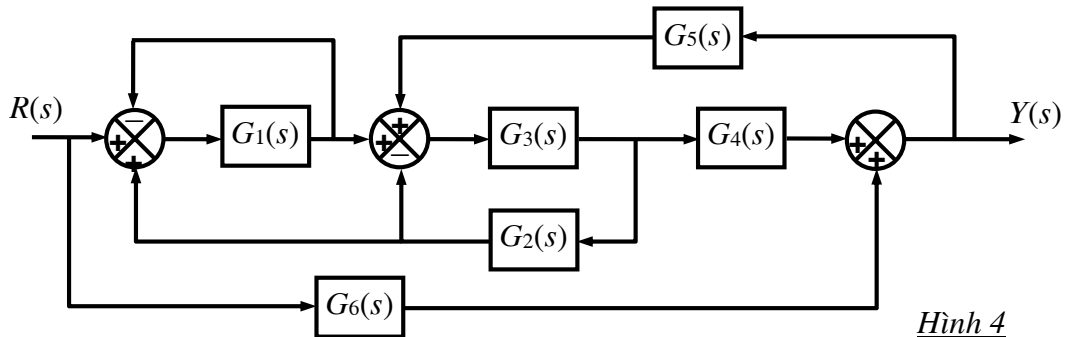 G5(s)
R(s)
−
+
+
G1(s)
+
+
−
G3(s)
G4(s)
+
+
Y(s)
G2(s)
G6(s)
Hình 4